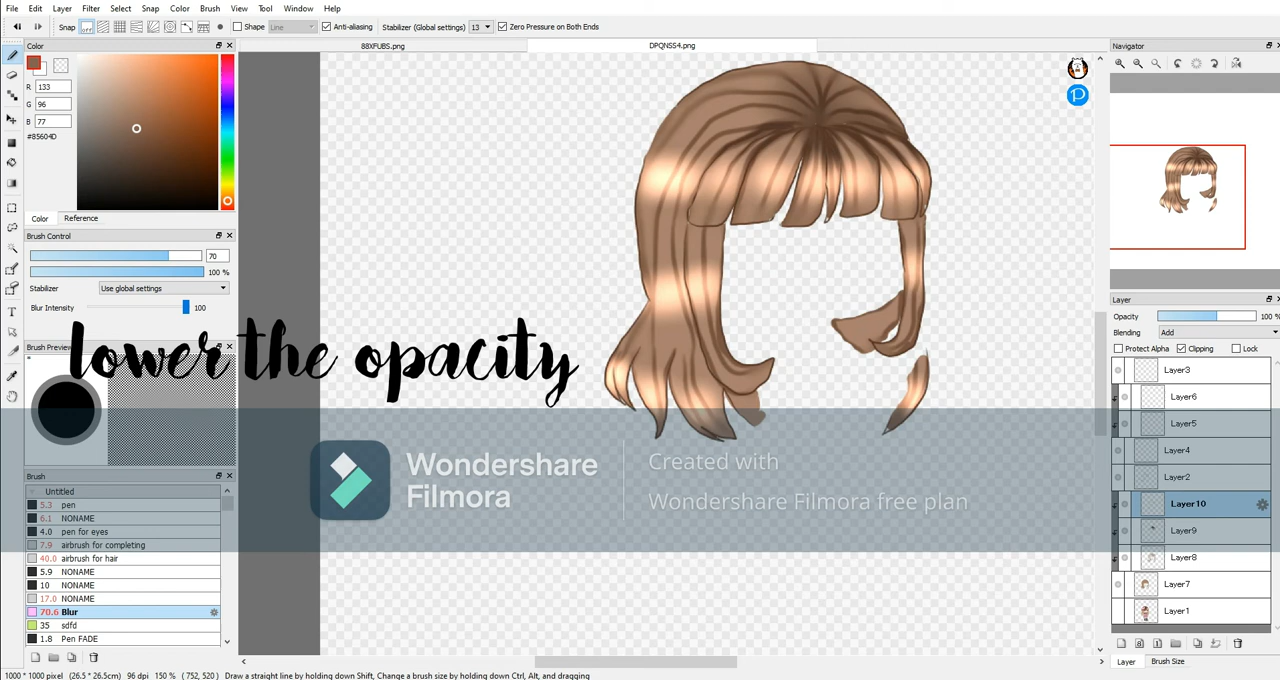 File Edit Layer Filter Snap Color Brush View Tool Window Help
Snap off Shape Line Anti-aliasing Stabilizer (Global settings) 13 Zero Pressure on Both Ends
Color 88XFUBS.png DPQNSS4.png Navigator
R 133
G 96
B 77
#85604D
Color Reference
Brush Control
70
100 %
Stabilizer Use global settings
Blur Intensity 100
Brush Preview
lower the opacity
Layer
Opacity 100 %
Blending Add
Protect Alpha Clipping Lock
Layer3
Layer6
Layer5
Layer4
Layer2
Layer10
Layer9
Layer8
Layer7
Layer1
Layer Brush Size
Wondershare
Filmora
Created with
Wondershare Filmora free plan
Brush
Untitled
5.3 pen
6.1 NONAME
4.0 pen for eyes
7.9 airbrush for completing
40.0 airbrush for hair
5.9 NONAME
10 NONAME
17.0 NONAME
70.6 Blur
35 sdfd
1.8 Pen FADE
1000 * 1000 pixel (26.5 * 26.5cm) 96 dpi 150 % ( 752, 520 ) Draw a straight line by holding down Shift, Change a brush size by holding down Ctrl, Alt, and dragging